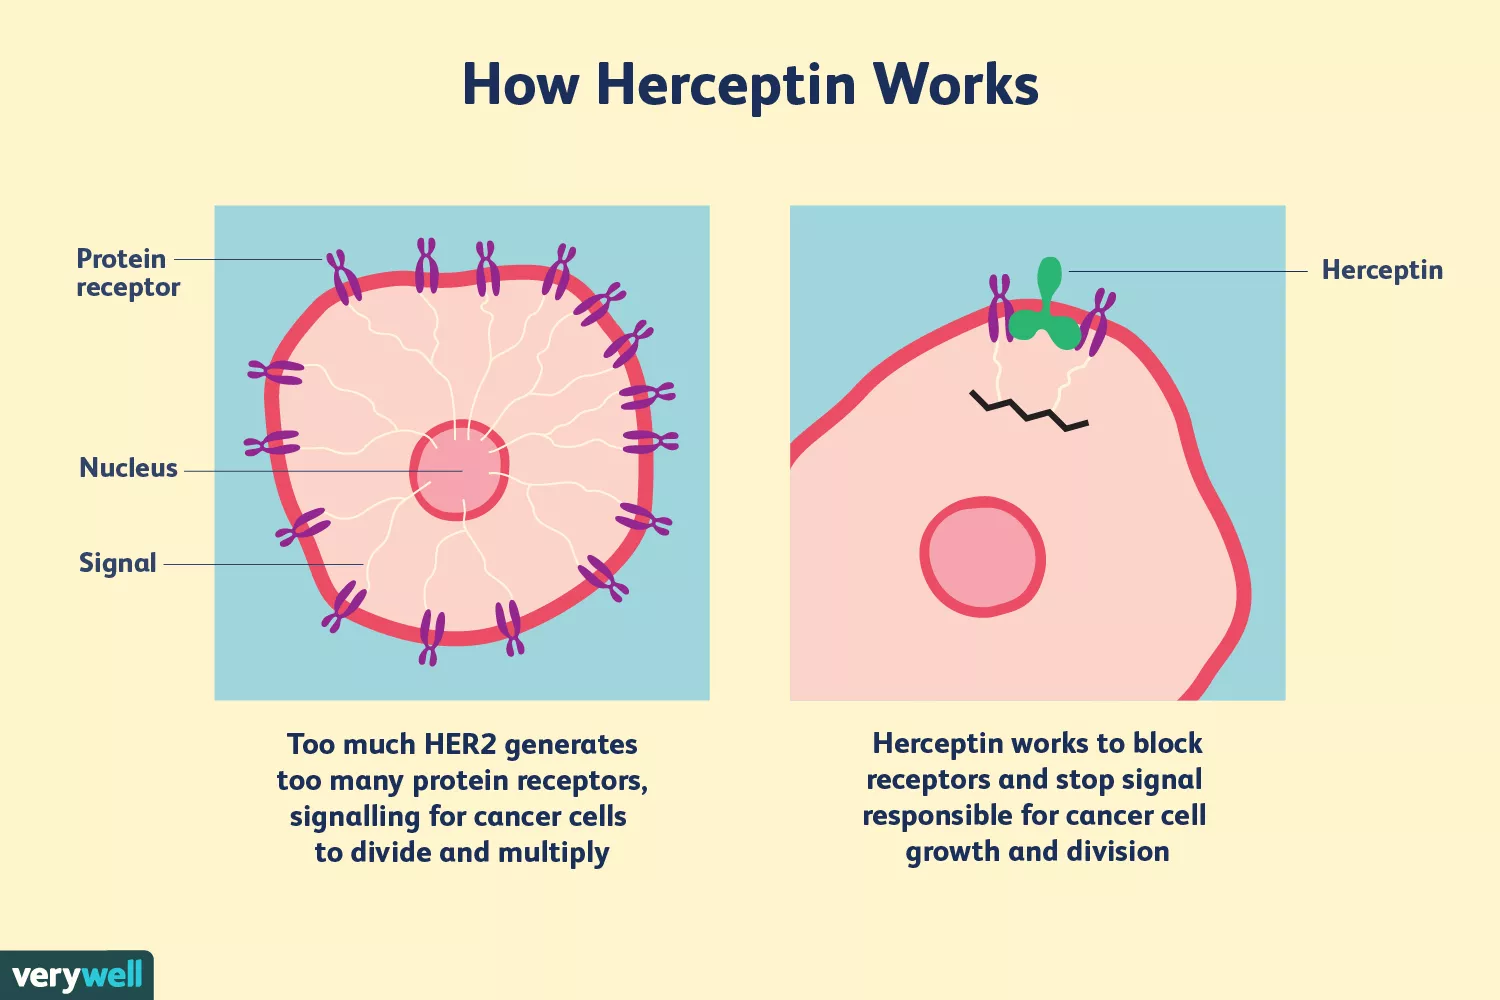 How Herceptin Works
Protein
receptor
Nucleus
Signal
Herceptin
Too much HER2 generates
too many protein receptors,
signalling for cancer cells
to divide and multiply
Herceptin works to block
receptors and stop signal
responsible for cancer cell
growth and division
verywell